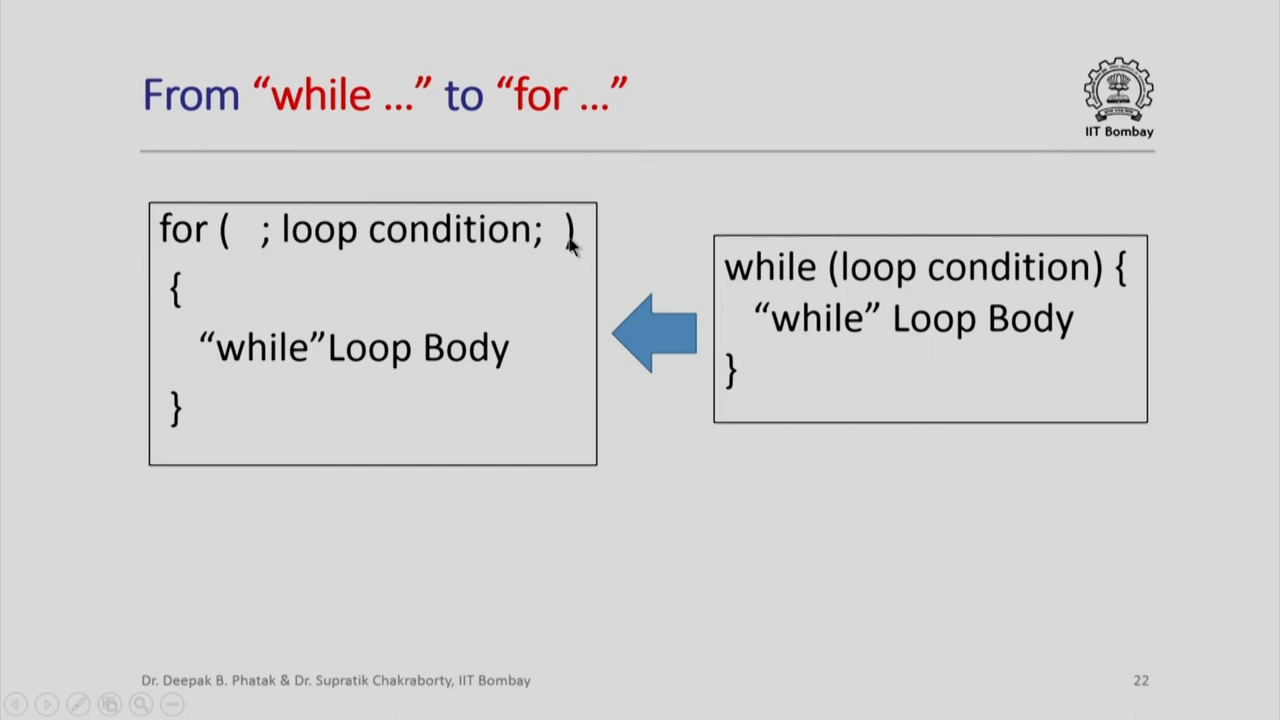 From “while ...” to “for ...”
IIT Bombay
for (   ; loop condition;  )
{
“while”Loop Body
}
while (loop condition) {
“while” Loop Body
}
Dr. Deepak B. Phatak & Dr. Supratik Chakraborty, IIT Bombay
22